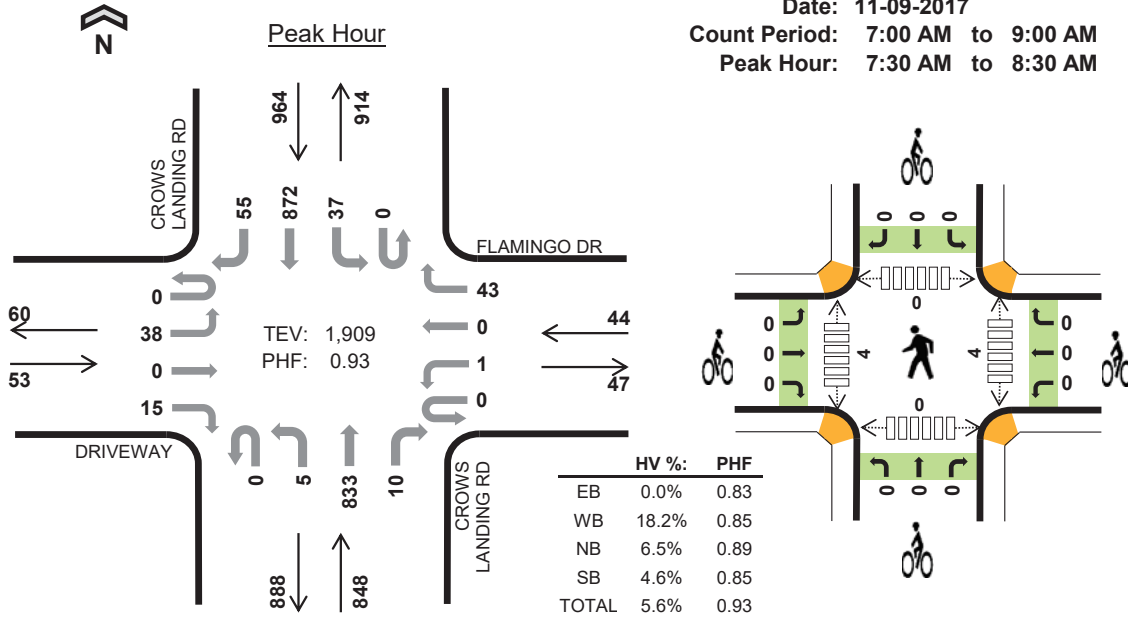 Date: 11-09-2017
Count Period: 7:00 AM to 9:00 AM
Peak Hour: 7:30 AM to 8:30 AM
N
Peak Hour
964
914
CROWS
LANDING RD
55
872
37
0
FLAMINGO DR
0
38
0
15
60
53
TEV: 1,909
PHF: 0.93
43
0
1
0
44
47
DRIVEWAY
0
5
833
10
CROWS
LANDING RD
888
848
HV %: PHF
EB 0.0% 0.83
WB 18.2% 0.85
NB 6.5% 0.89
SB 4.6% 0.85
TOTAL 5.6% 0.93
0 0 0
0
0
0
0
4
4
0
0
0
0
0 0 0